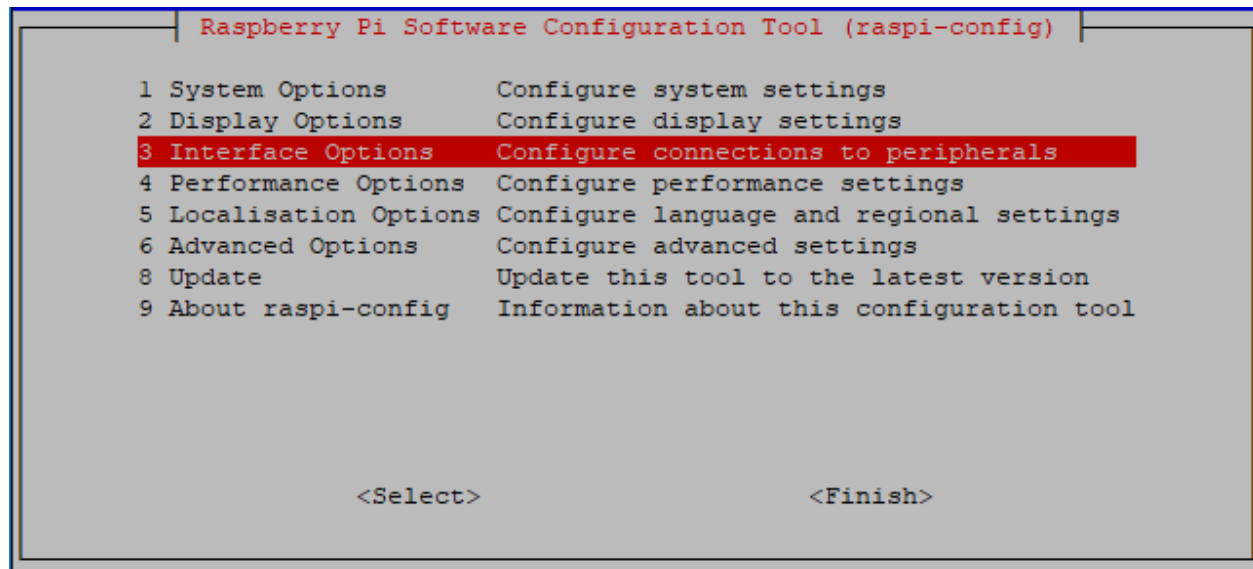 Raspberry Pi Software Configuration Tool (raspi-config)
1 System Options Configure system settings
2 Display Options Configure display settings
3 Interface Options Configure connections to peripherals
4 Performance Options Configure performance settings
5 Localisation Options Configure language and regional settings
6 Advanced Options Configure advanced settings
8 Update Update this tool to the latest version
9 About raspi-config Information about this configuration tool
<Select> <Finish>